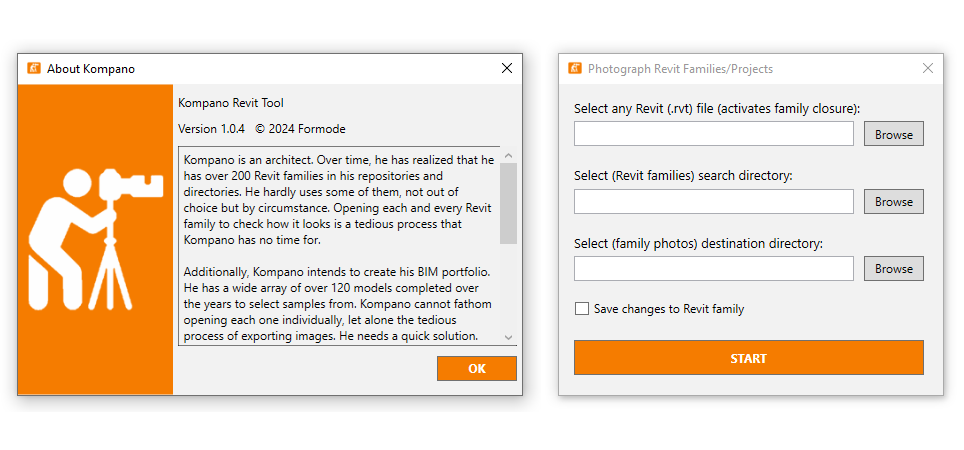 About Kompano
Kompano Revit Tool
Version 1.0.4 © 2024 Formode
Kompano is an architect. Over time, he has realized that he
has over 200 Revit families in his repositories and
directories. He hardly uses some of them, not out of
choice but by circumstance. Opening each and every Revit
family to check how it looks is a tedious process that
Kompano has no time for.
Additionally, Kompano intends to create his BIM portfolio.
He has a wide array of over 120 models completed over
the years to select samples from. Kompano cannot fathom
opening each one individually, let alone the tedious
process of exporting images. He needs a quick solution.
OK
Photograph Revit Families/Projects
Select any Revit (.rvt) file (activates family closure):
Browse
Select (Revit families) search directory:
Browse
Select (family photos) destination directory:
Browse
Save changes to Revit family
START